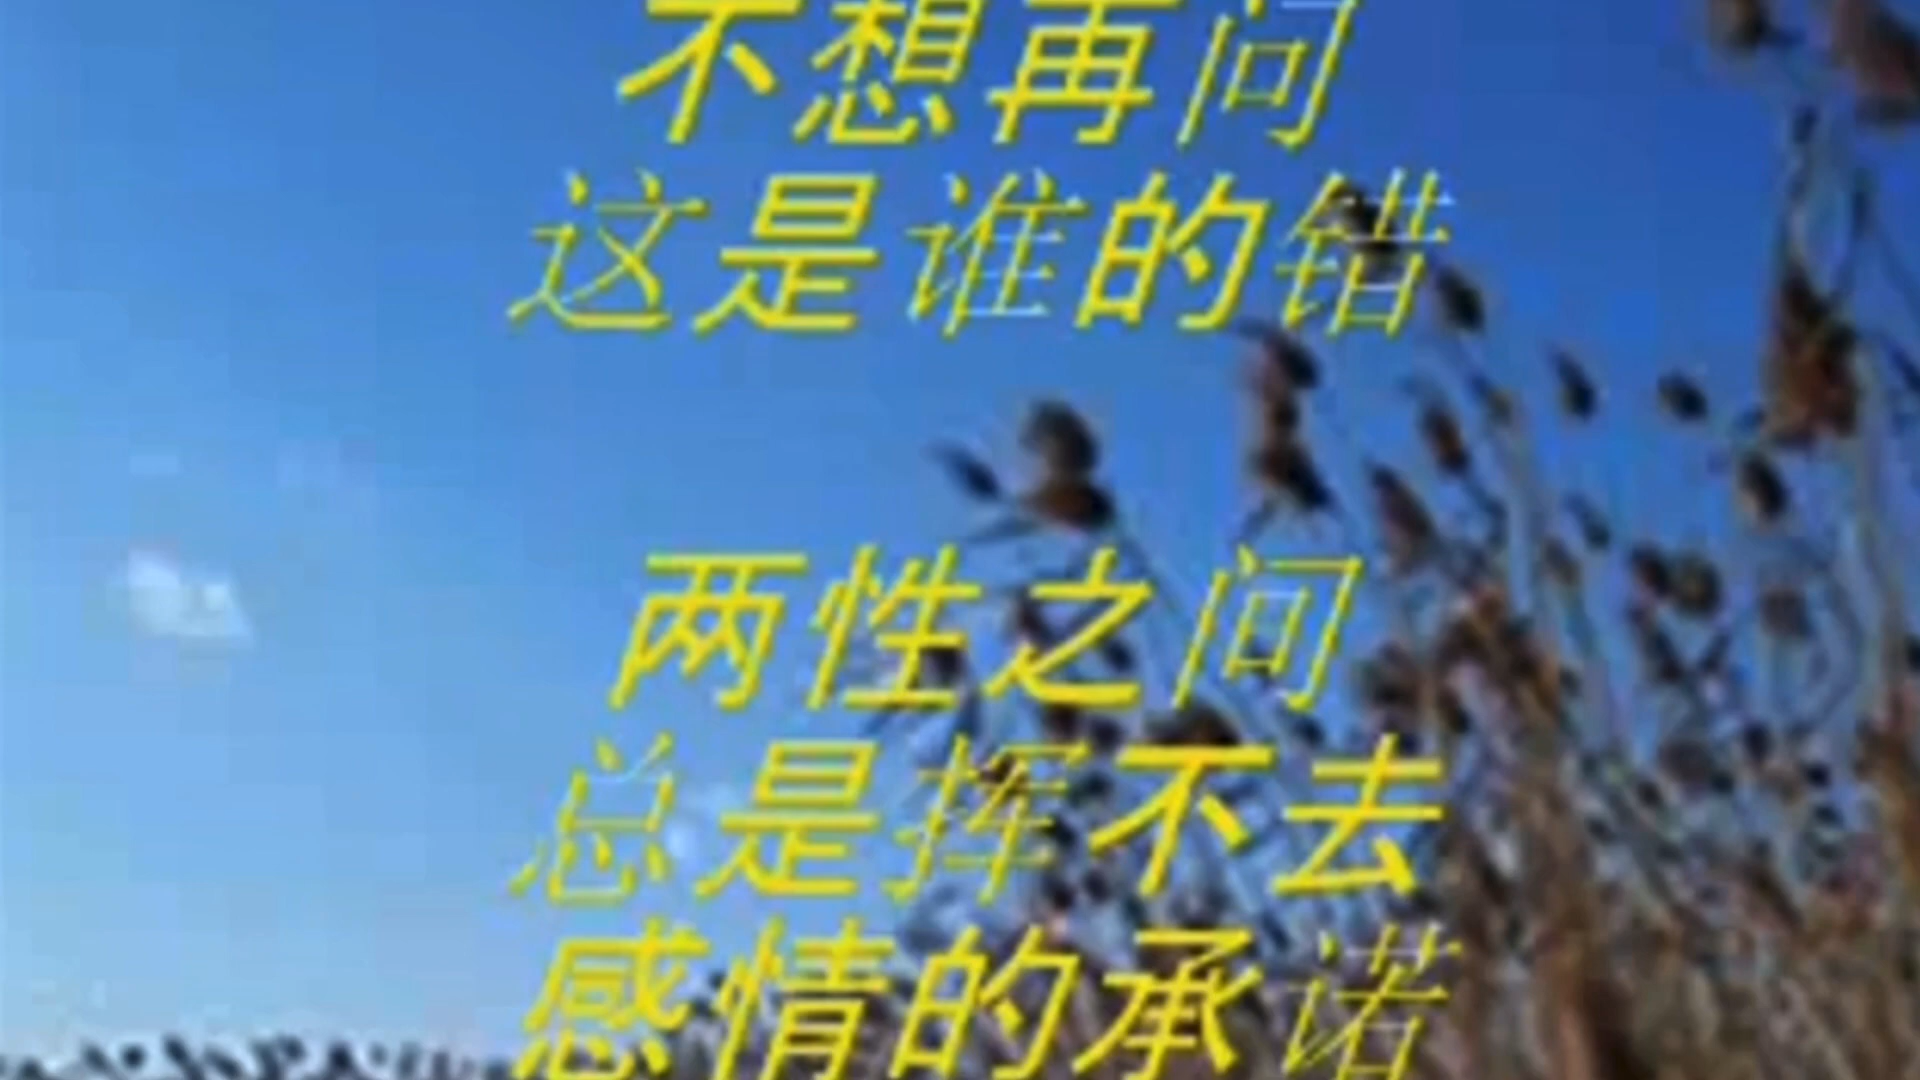 不想再问
这是谁的错
两性之间
总是挥不去
感情的承诺